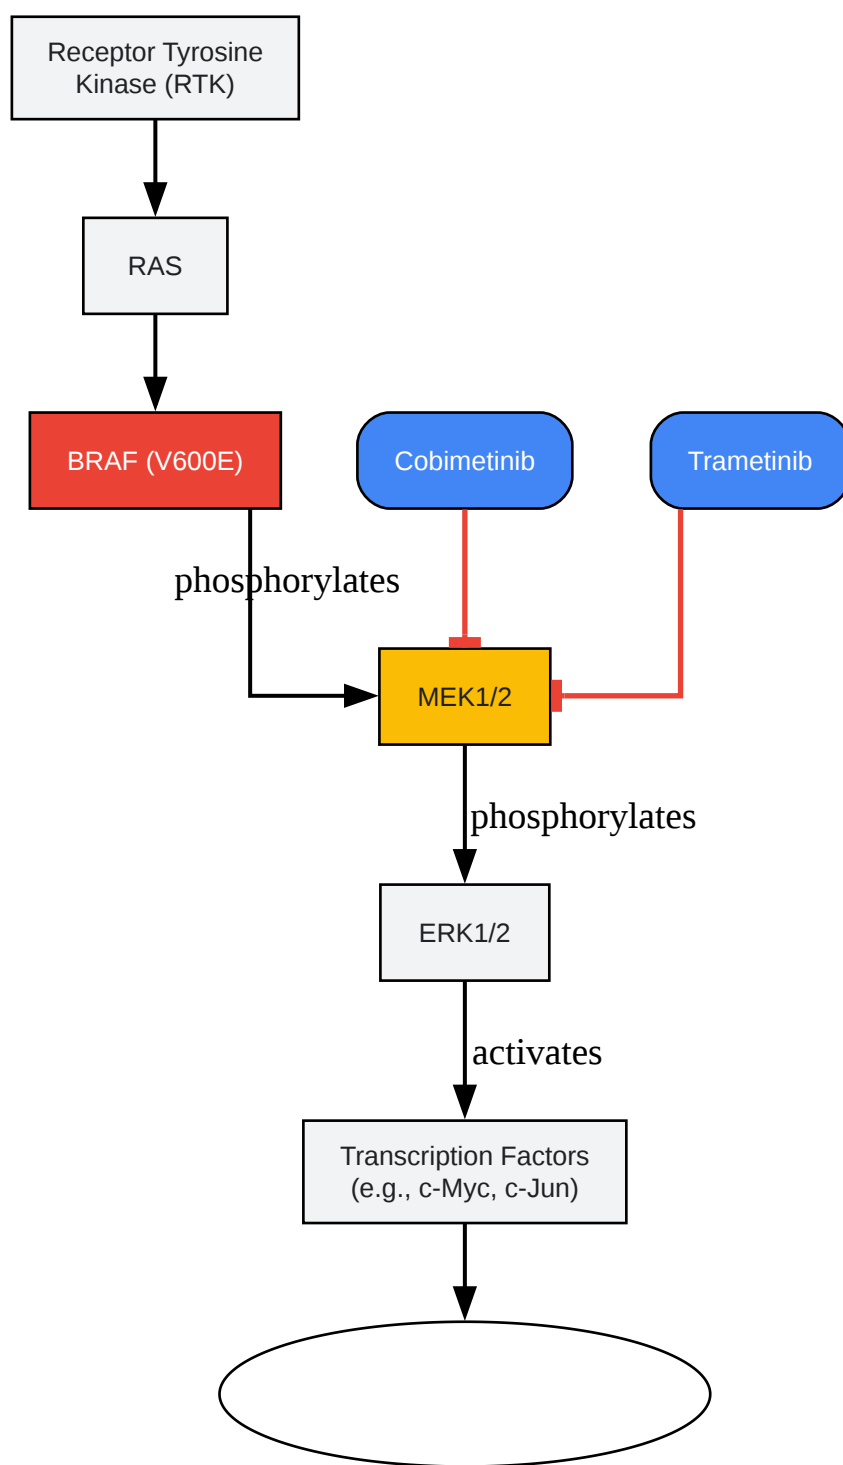 Receptor Tyrosine
Kinase (RTK)
RAS
BRAF (V600E)
Cobimetinib
Trametinib
phosphorylates
MEK1/2
phosphorylates
ERK1/2
activates
Transcription Factors
(e.g., c-Myc, c-Jun)